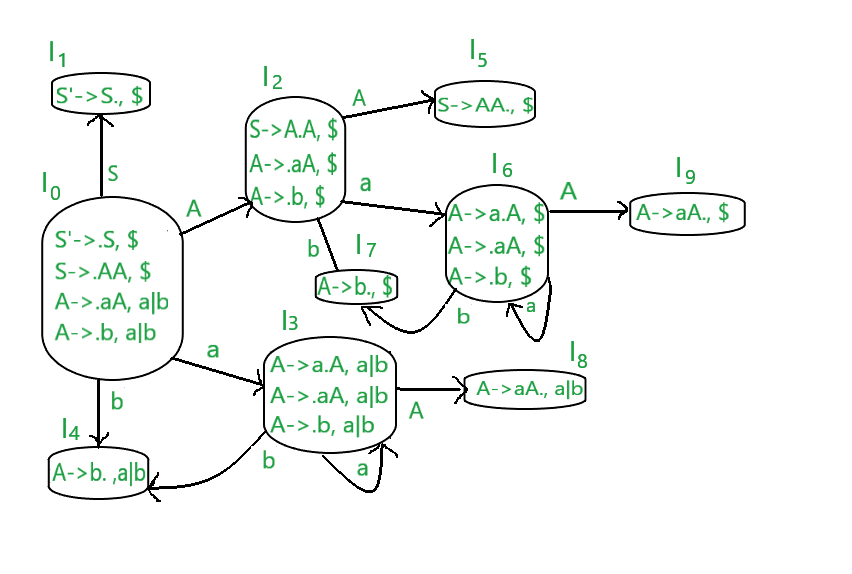 I1
S'->S., $
S
I0
S'->.S, $
S->.AA, $
A->.aA, a|b
A->.b, a|b
A
I2
S->A.A, $
A->.aA, $
A->.b, $
A
I5
S->AA., $
a
b
I7
A->b., $
I6
A->a.A, $
A->.aA, $
A->.b, $
A
I9
A->aA., $
b
a
a
I3
A->a.A, a|b
A->.aA, a|b
A->.b, a|b
A
I8
A->aA., a|b
b
I4
A->b. ,a|b
b
a